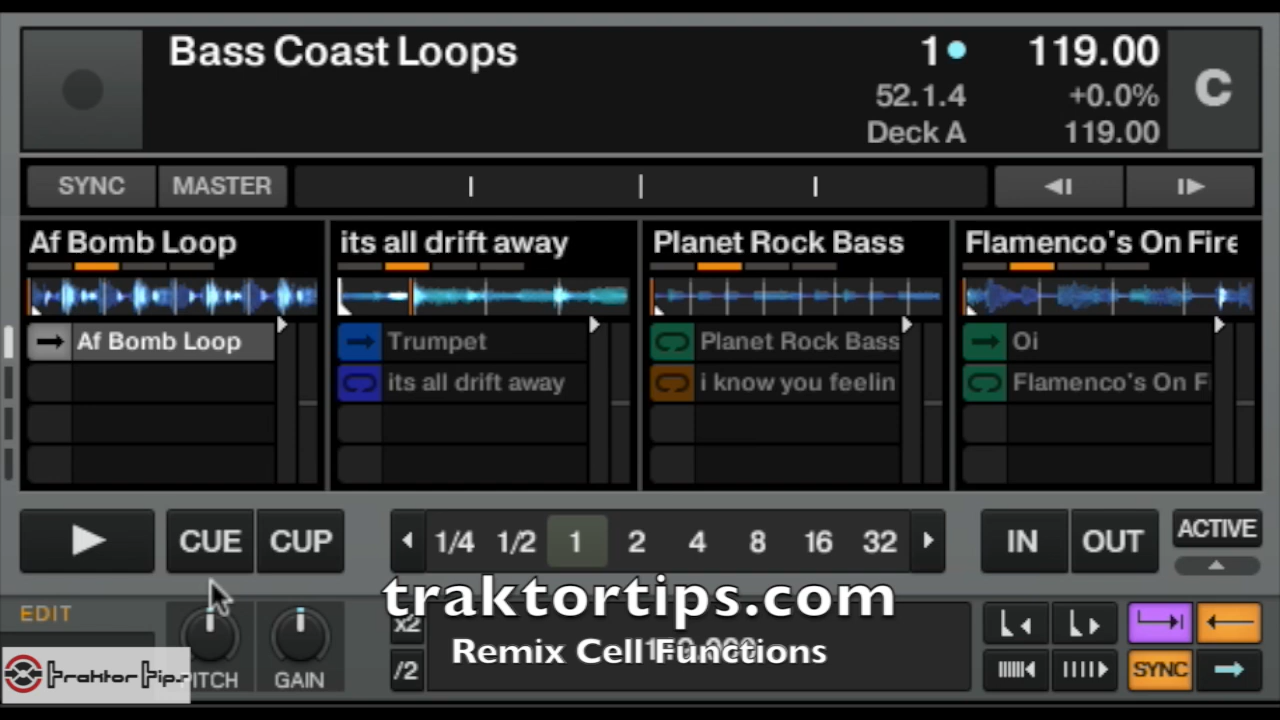 Bass Coast Loops
1 119.00
52.1.4 +0.0%
Deck A 119.00
C
SYNC MASTER
Af Bomb Loop its all drift away Planet Rock Bass Flamenco's On Fire
Af Bomb Loop Trumpet Planet Rock Bass Oi
its all drift away i know you feelin Flamenco's On F
CUE CUP 1/4 1/2 1 2 4 8 16 32 IN OUT ACTIVE
traktortips.com
EDIT x2
Remix Cell Functions
SYNC
Traktor Tips PITCH GAIN /2